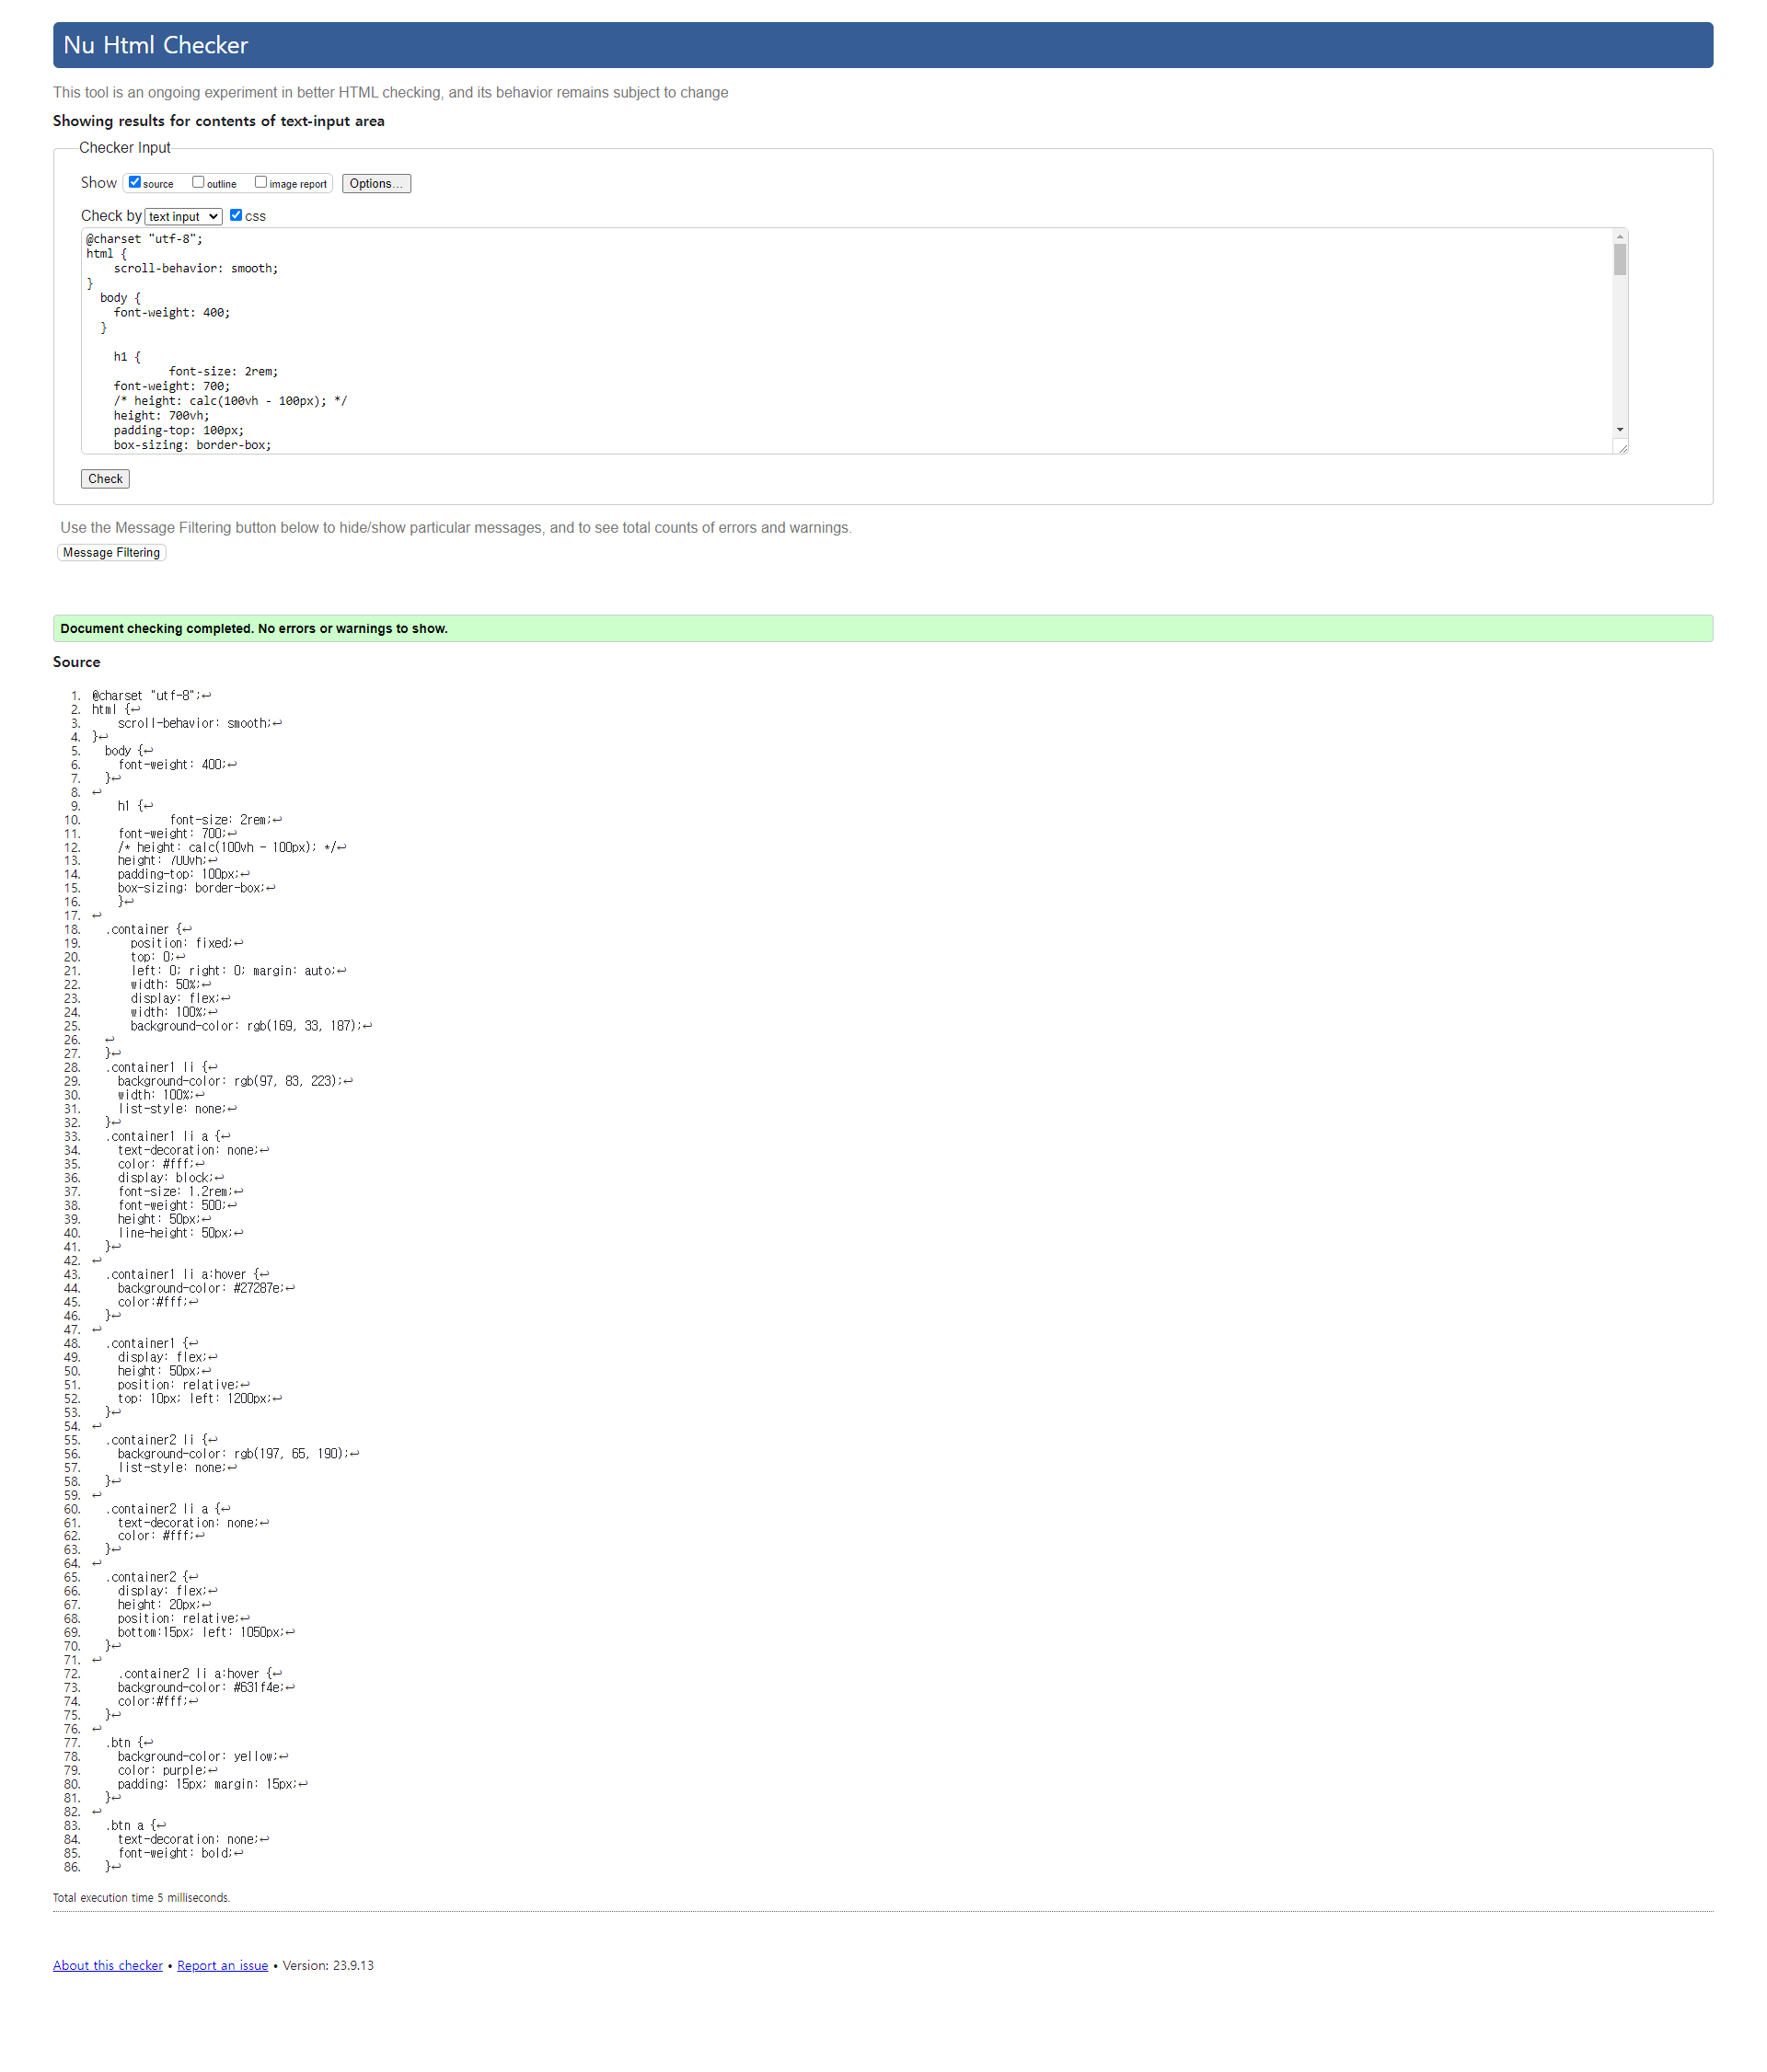 Nu Html Checker
This tool is an ongoing experiment in better HTML checking, and its behavior remains subject to change
Showing results for contents of text-input area
Checker Input
Show source outline image report Options...
Check by text input css
@charset "utf-8";
html {
    scroll-behavior: smooth;
}
  body {
    font-weight: 400;
  }

    h1 {
            font-size: 2rem;
    font-weight: 700;
    /* height: calc(100vh - 100px); */
    height: 700vh;
    padding-top: 100px;
    box-sizing: border-box;
Check
Use the Message Filtering button below to hide/show particular messages, and to see total counts of errors and warnings.
Message Filtering
Document checking completed. No errors or warnings to show.
Source
1. @charset "utf-8";↩
2. html {↩
3.     scroll-behavior: smooth;↩
4. }↩
5.   body {↩
6.     font-weight: 400;↩
7.   }↩
8. ↩
9.     h1 {↩
10.             font-size: 2rem;↩
11.     font-weight: 700;↩
12.     /* height: calc(100vh - 100px); */↩
13.     height: 700vh;↩
14.     padding-top: 100px;↩
15.     box-sizing: border-box;↩
16.     }↩
17. ↩
18.   .container {↩
19.       position: fixed;↩
20.       top: 0;↩
21.       left: 0; right: 0; margin: auto;↩
22.       width: 50%;↩
23.       display: flex;↩
24.       width: 100%;↩
25.       background-color: rgb(169, 33, 187);↩
26.   ↩
27.   }↩
28.   .container1 li {↩
29.     background-color: rgb(97, 83, 223);↩
30.     width: 100%;↩
31.     list-style: none;↩
32.   }↩
33.   .container1 li a {↩
34.     text-decoration: none;↩
35.     color: #fff;↩
36.     display: block;↩
37.     font-size: 1.2rem;↩
38.     font-weight: 500;↩
39.     height: 50px;↩
40.     line-height: 50px;↩
41.   }↩
42. ↩
43.   .container1 li a:hover {↩
44.     background-color: #27287e;↩
45.     color:#fff;↩
46.   }↩
47. ↩
48.   .container1 {↩
49.     display: flex;↩
50.     height: 50px;↩
51.     position: relative;↩
52.     top: 10px; left: 1200px;↩
53.   }↩
54. ↩
55.   .container2 li {↩
56.     background-color: rgb(197, 65, 190);↩
57.     list-style: none;↩
58.   }↩
59. ↩
60.   .container2 li a {↩
61.     text-decoration: none;↩
62.     color: #fff;↩
63.   }↩
64. ↩
65.   .container2 {↩
66.     display: flex;↩
67.     height: 20px;↩
68.     position: relative;↩
69.     bottom:15px; left: 1050px;↩
70.   }↩
71. ↩
72.     .container2 li a:hover {↩
73.     background-color: #631f4e;↩
74.     color:#fff;↩
75.   }↩
76. ↩
77.   .btn {↩
78.     background-color: yellow;↩
79.     color: purple;↩
80.     padding: 15px; margin: 15px;↩
81.   }↩
82. ↩
83.   .btn a {↩
84.     text-decoration: none;↩
85.     font-weight: bold;↩
86.   }↩
Total execution time 5 milliseconds.
About this checker • Report an issue • Version: 23.9.13